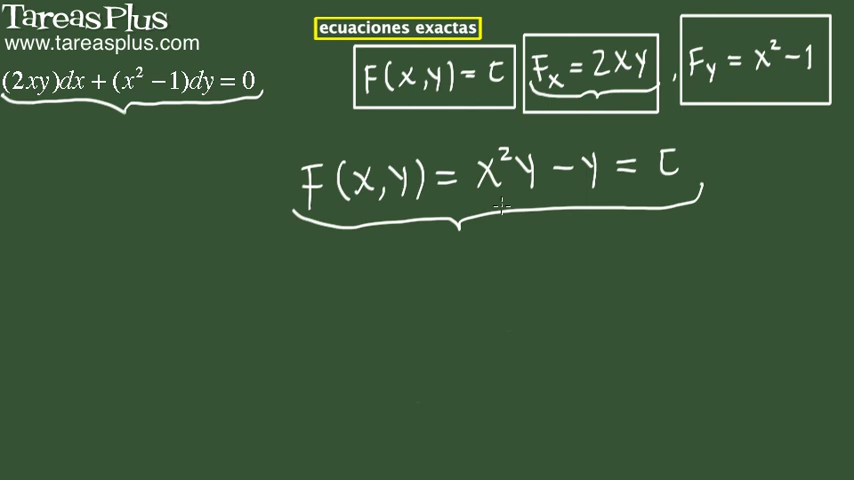 TareasPlus
www.tareasplus.com
ecuaciones exactas
(2xy)dx + (x² − 1)dy = 0
F(x,y) = C
Fx = 2xy , Fy = x² − 1
F(x,y) = x²y − y = C